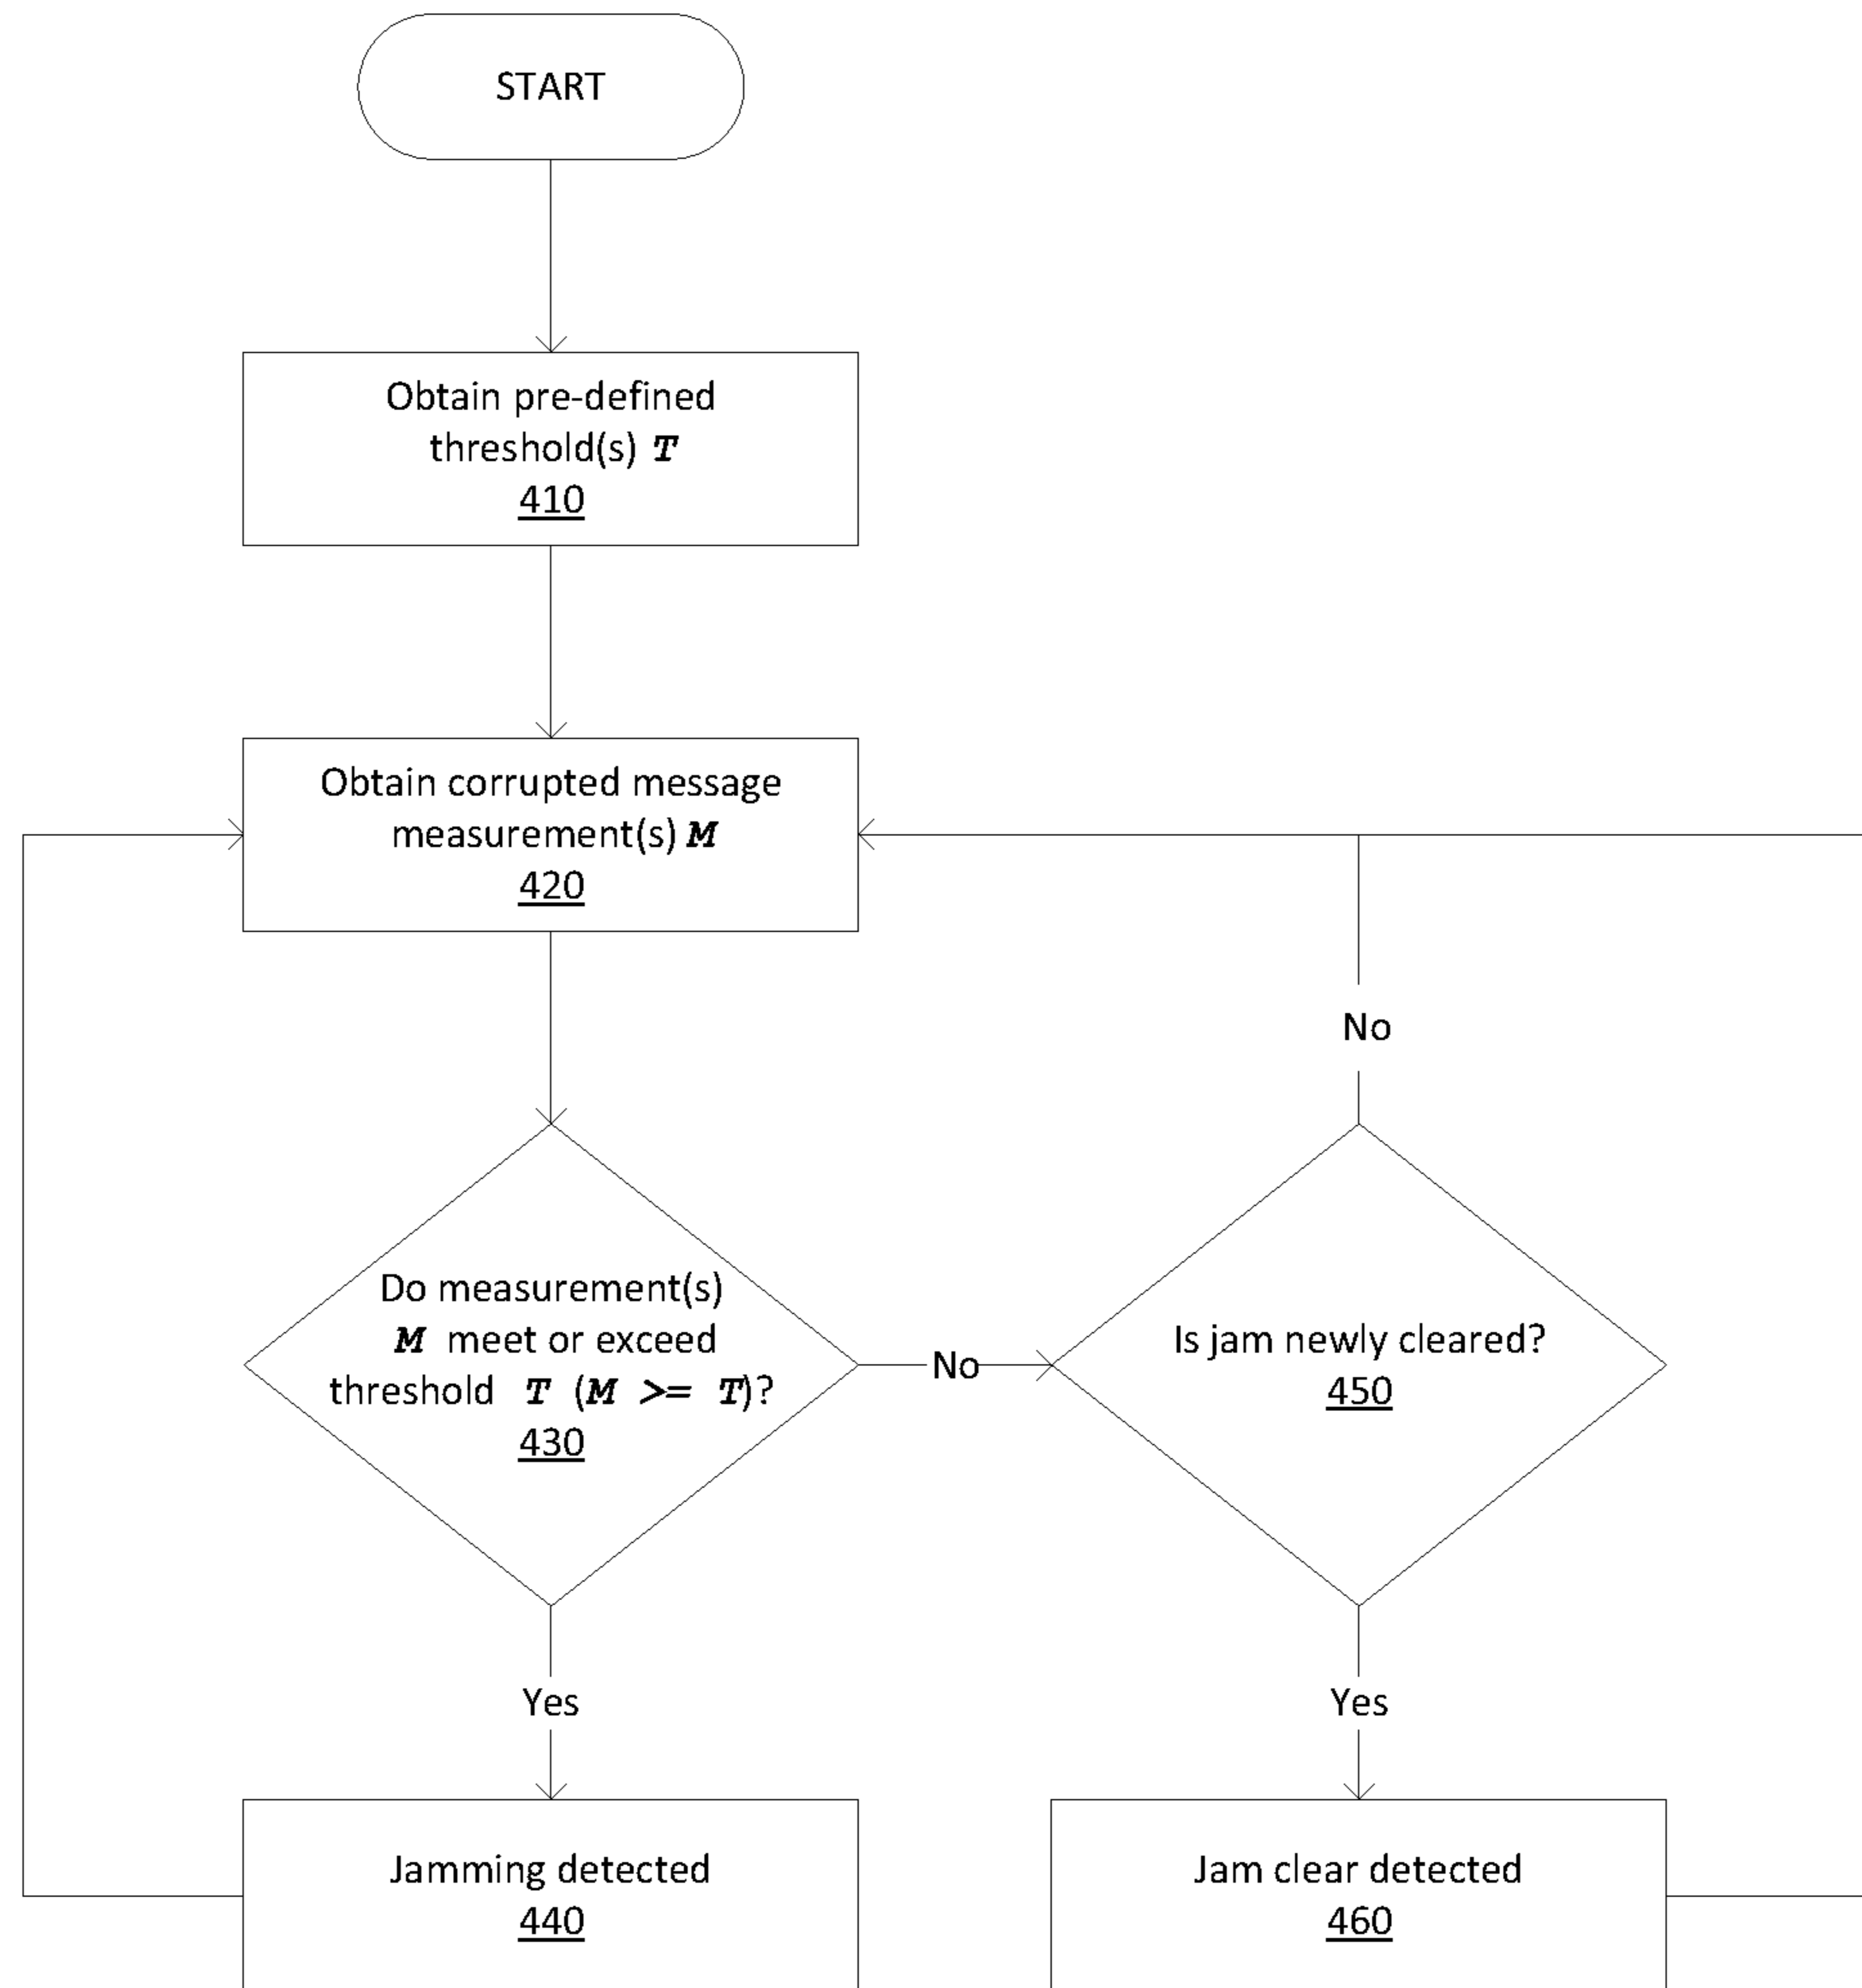 START
Obtain pre-defined
threshold(s) T
410
Obtain corrupted message
measurement(s) M
420
No
Do measurement(s)
M meet or exceed
threshold T (M >= T)?
430
No
Is jam newly cleared?
450
Yes
Yes
Jamming detected
440
Jam clear detected
460